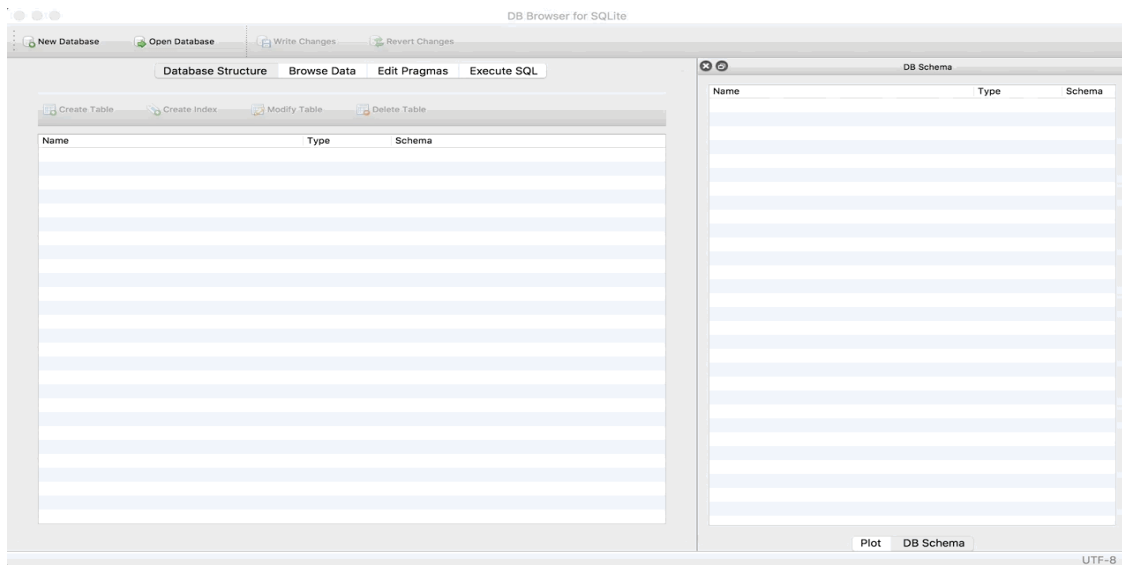 DB Browser for SQLite
New Database Open Database Write Changes Revert Changes
Database Structure Browse Data Edit Pragmas Execute SQL
Create Table Create Index Modify Table Delete Table
Name Type Schema
DB Schema
Name Type Schema
Plot DB Schema
UTF-8